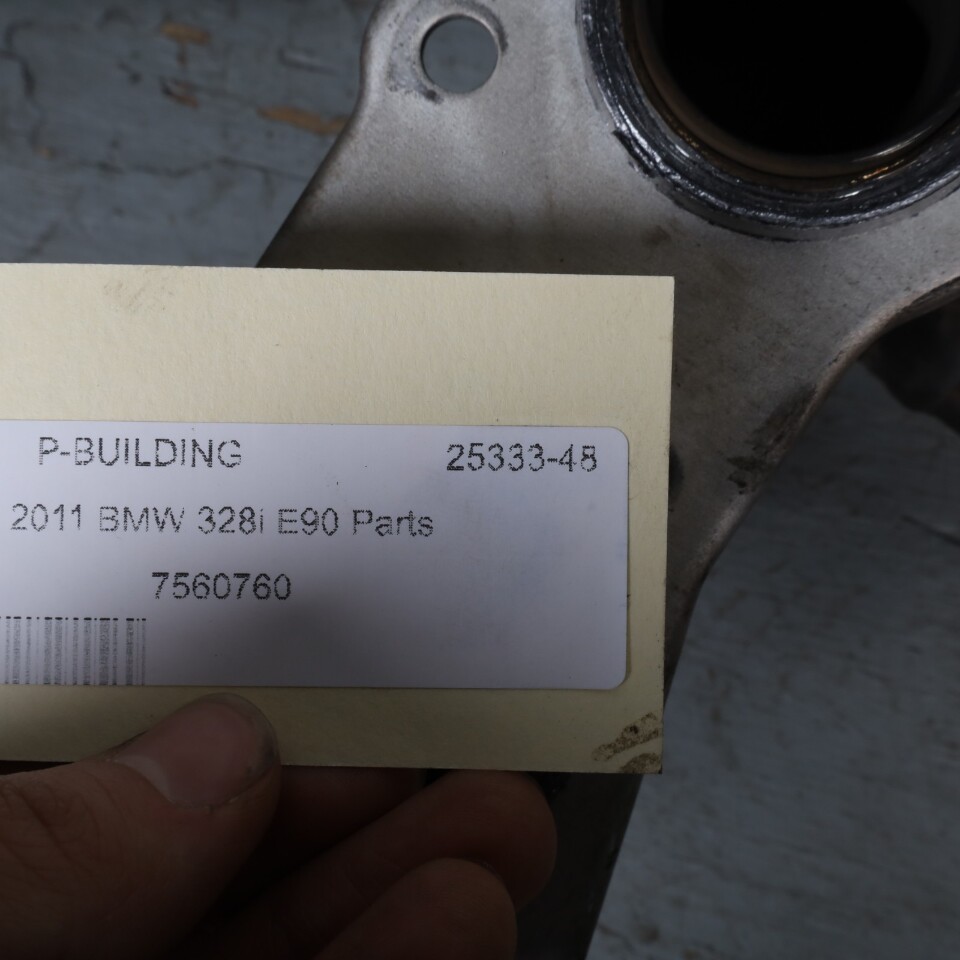 P-BUILDING 25333-48
2011 BMW 328i E90 Parts
7560760